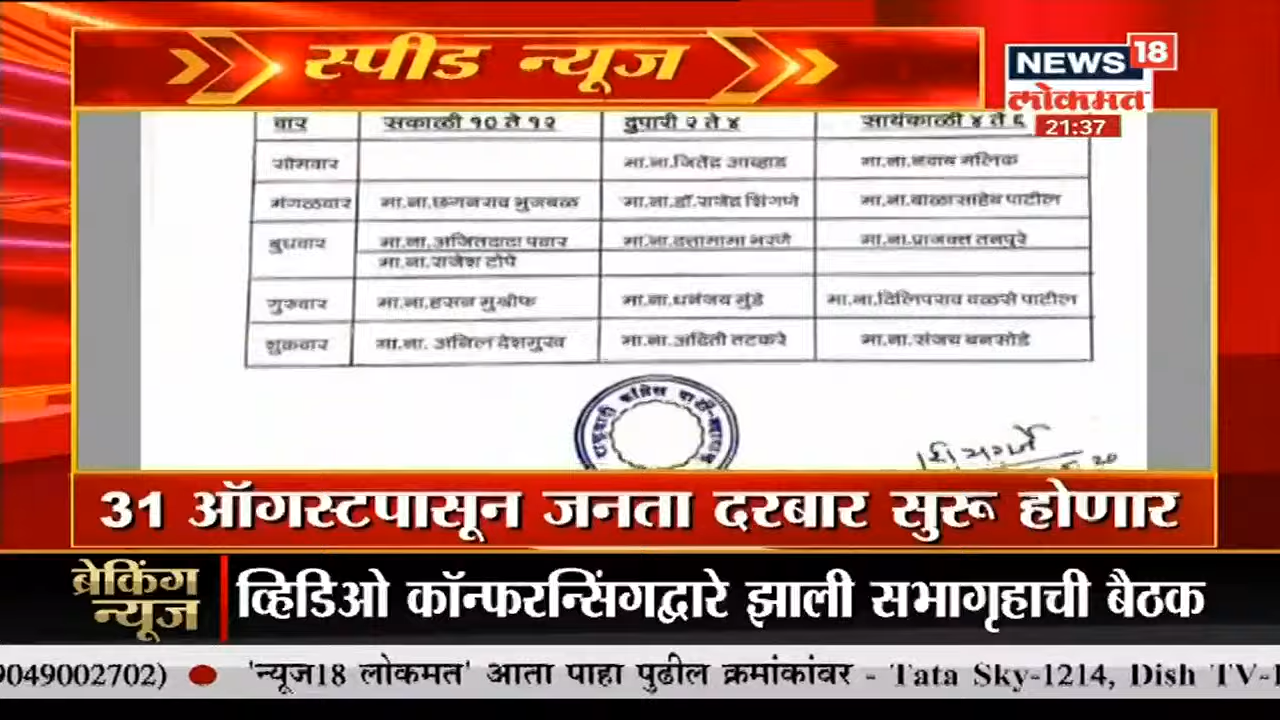 स्पीड न्यूज
NEWS 18
लोकमत
21:37
वार सकाळी १० ते १२ दुपारी २ ते ४ सायंकाळी ४ ते ६
सोमवार मा.ना.जितेंद्र आव्हाड मा.ना.नवाब मलिक
मंगळवार मा.ना.छगनराव भुजबळ मा.ना.डॉ.राजेंद्र शिंगणे मा.ना.बाळासाहेब पाटील
बुधवार मा.ना.अजितदादा पवार मा.ना.दत्तामामा भरणे मा.ना.प्राजक्त तनपुरे
मा.ना.राजेश टोपे
गुरुवार मा.ना.हसन मुश्रीफ मा.ना.धनंजय मुंडे मा.ना.दिलिपराव वळसे पाटील
शुक्रवार मा.ना. अनिल देशमुख मा.ना.अदिती तटकरे मा.ना.संजय बनसोडे
31 ऑगस्टपासून जनता दरबार सुरू होणार
ब्रेकिंग न्यूज
व्हिडिओ कॉन्फरन्सिंगद्वारे झाली सभागृहाची बैठक
9049002702) ● 'न्यूज18 लोकमत' आता पाहा पुढील क्रमांकांवर - Tata Sky-1214, Dish TV-1